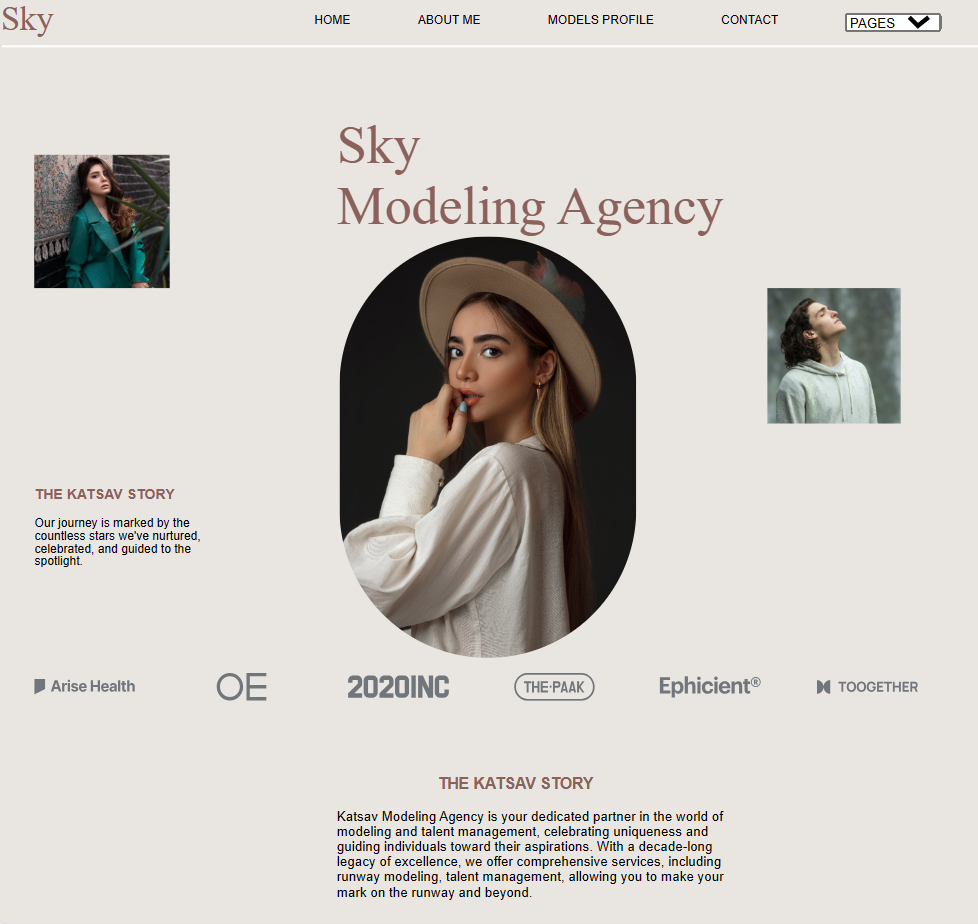 Sky
HOME ABOUT ME MODELS PROFILE CONTACT PAGES
Sky
Modeling Agency
THE KATSAV STORY
Our journey is marked by the
countless stars we've nurtured,
celebrated, and guided to the
spotlight.
Arise Health OE 2020INC THE·PAAK Ephicient® TOOGETHER
THE KATSAV STORY
Katsav Modeling Agency is your dedicated partner in the world of
modeling and talent management, celebrating uniqueness and
guiding individuals toward their aspirations. With a decade-long
legacy of excellence, we offer comprehensive services, including
runway modeling, talent management, allowing you to make your
mark on the runway and beyond.